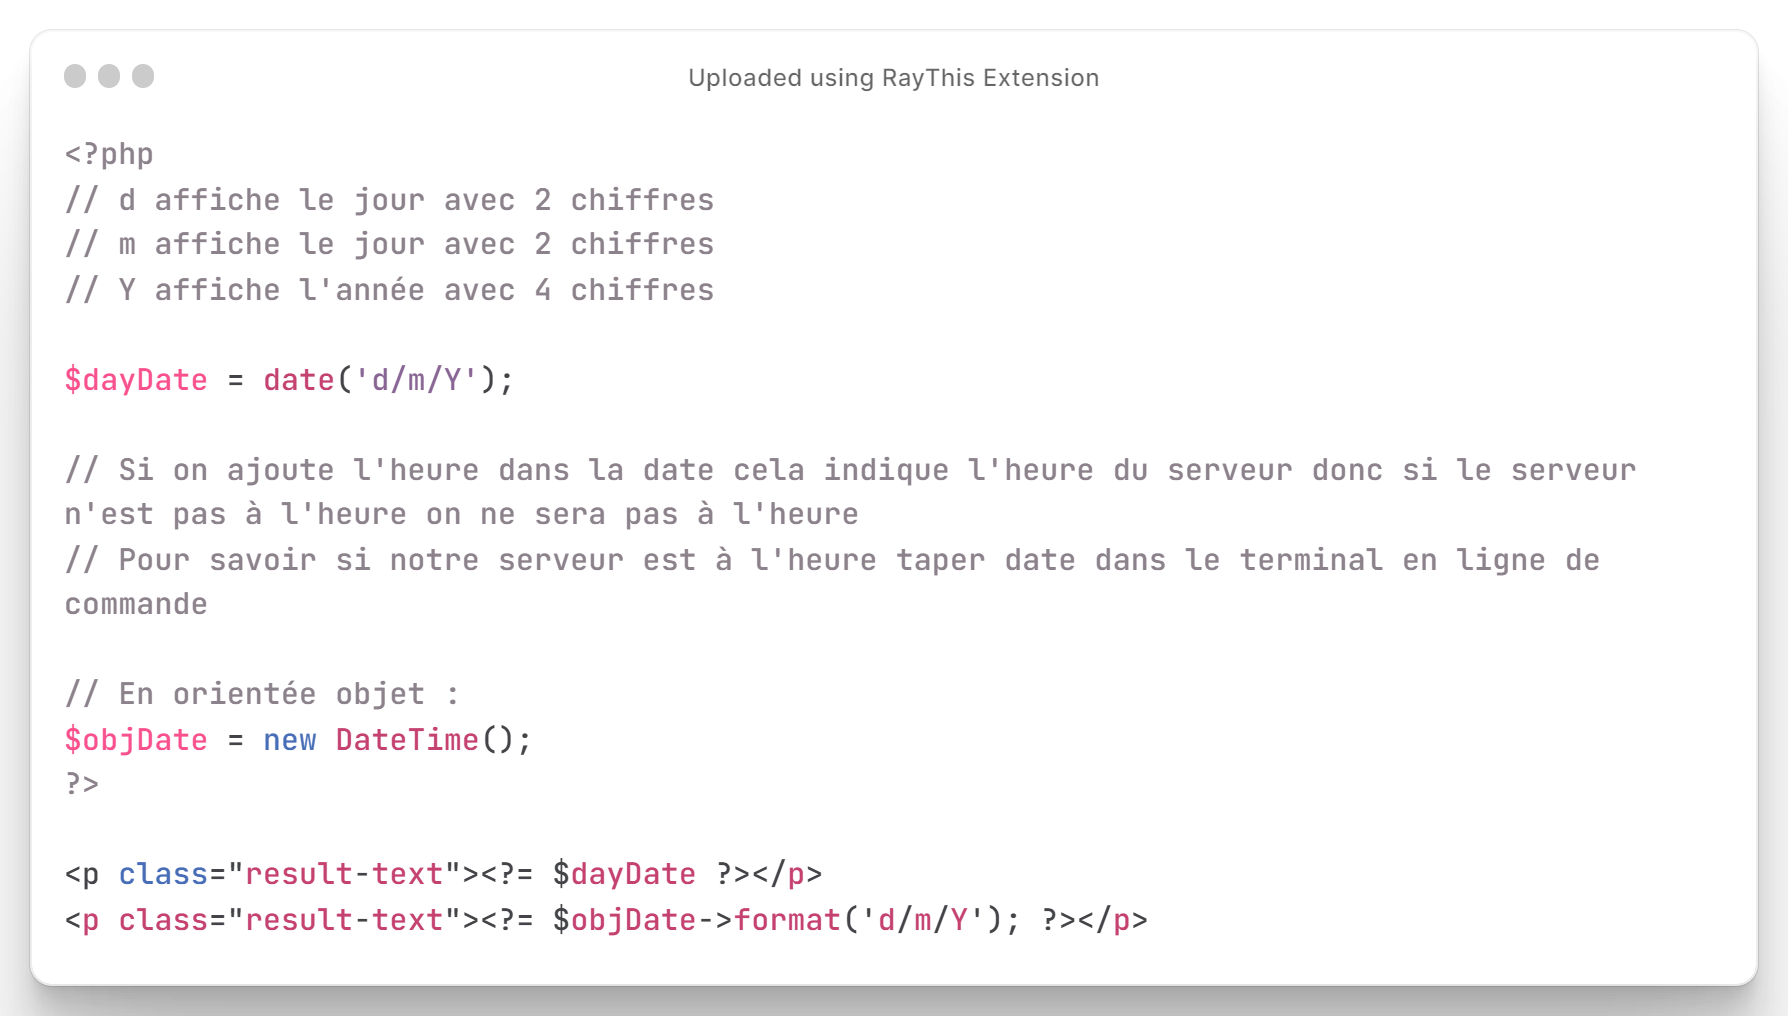 Uploaded using RayThis Extension
<?php
// d affiche le jour avec 2 chiffres
// m affiche le jour avec 2 chiffres
// Y affiche l'année avec 4 chiffres
$dayDate = date('d/m/Y');
// Si on ajoute l'heure dans la date cela indique l'heure du serveur donc si le serveur
n'est pas à l'heure on ne sera pas à l'heure
// Pour savoir si notre serveur est à l'heure taper date dans le terminal en ligne de
commande
// En orientée objet :
$objDate = new DateTime();
?>
<p class="result-text"><?= $dayDate ?></p>
<p class="result-text"><?= $objDate->format('d/m/Y'); ?></p>